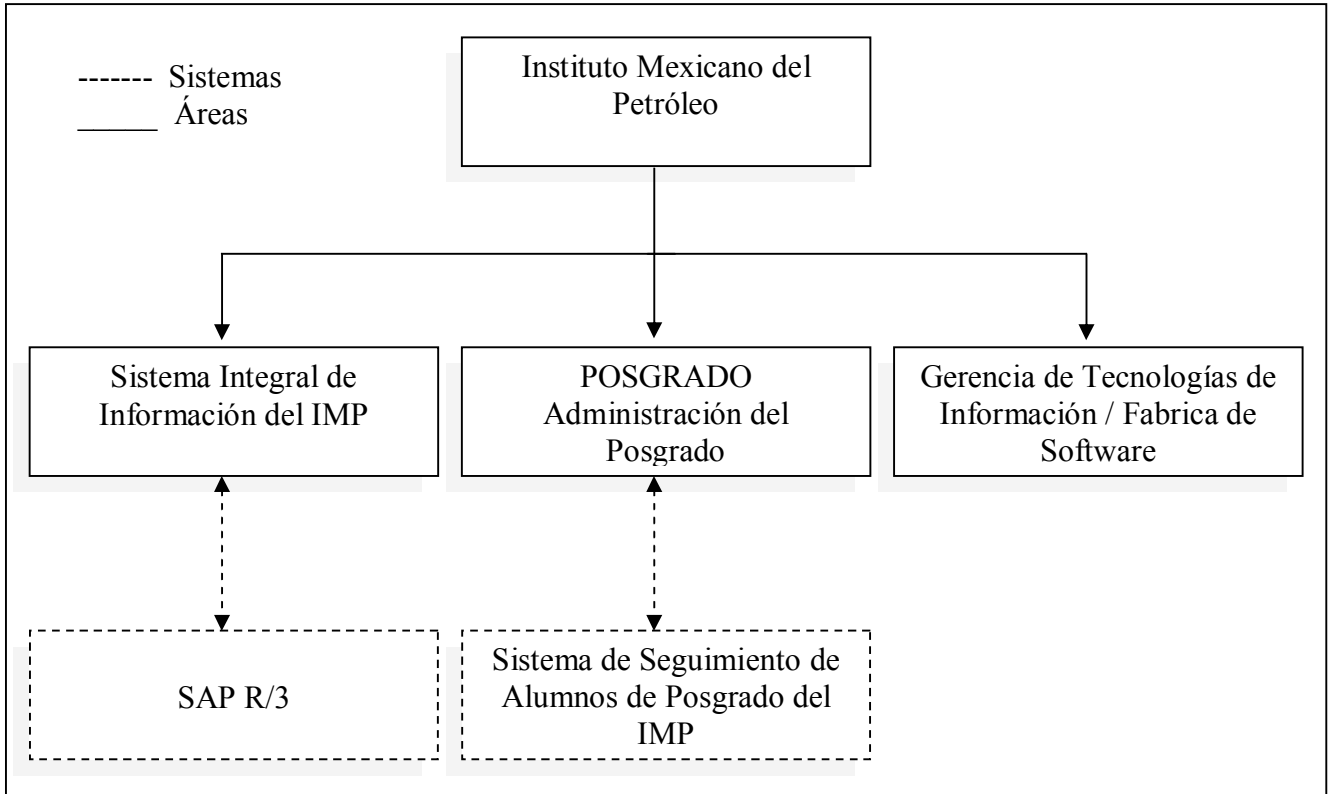 Instituto Mexicano del
Petróleo
------- Sistemas
_____ Áreas
Sistema Integral de
Información del IMP
POSGRADO
Administración del
Posgrado
Gerencia de Tecnologías de
Información / Fabrica de
Software
SAP R/3
Sistema de Seguimiento de
Alumnos de Posgrado del
IMP